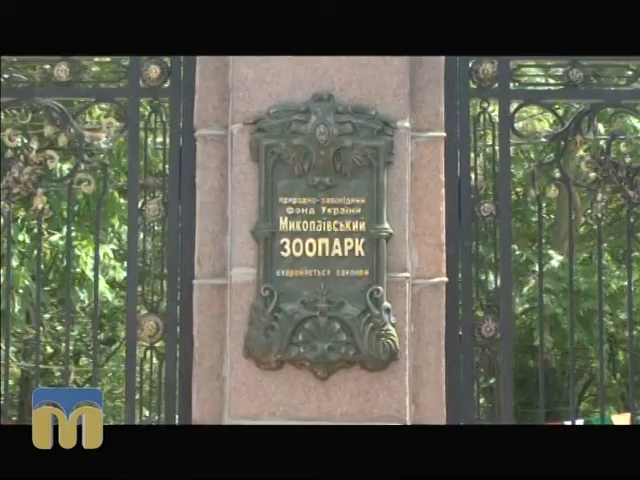 природно-заповідний
фонд України
Миколаївський
ЗООПАРК
охороняється законом
m